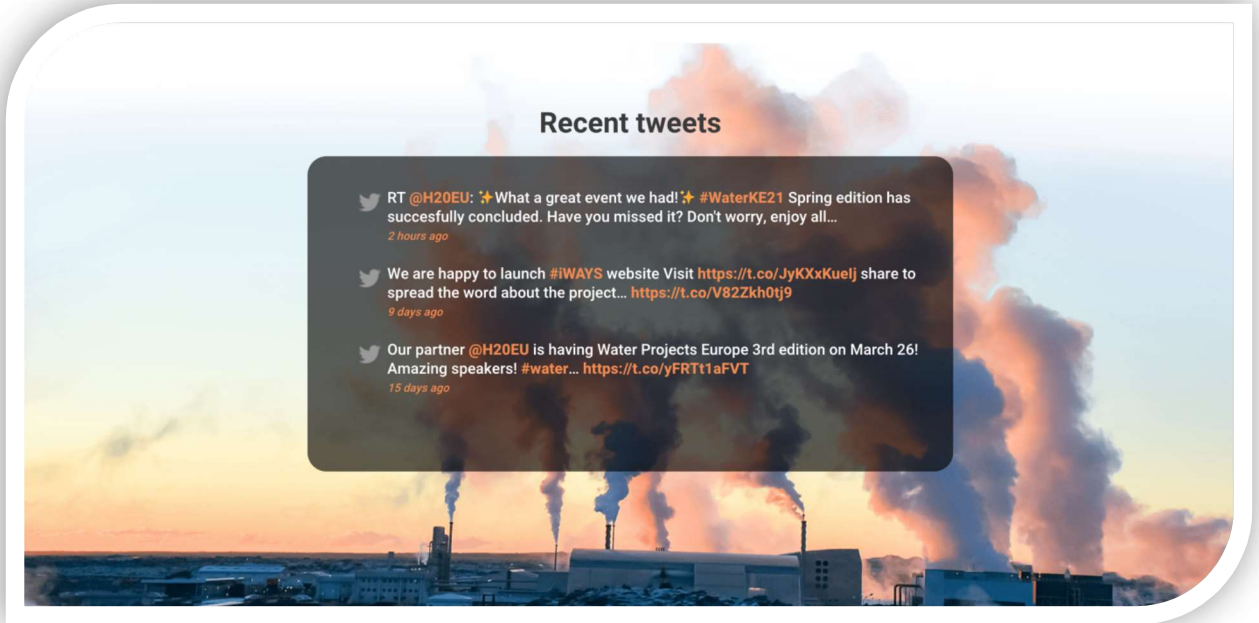 Recent tweets
RT @H20EU: ✨What a great event we had!✨ #WaterKE21 Spring edition has
succesfully concluded. Have you missed it? Don't worry, enjoy all…
2 hours ago
We are happy to launch #iWAYS website Visit https://t.co/JyKXxKuelj share to
spread the word about the project… https://t.co/V82Zkh0tj9
9 days ago
Our partner @H20EU is having Water Projects Europe 3rd edition on March 26!
Amazing speakers! #water… https://t.co/yFRTt1aFVT
15 days ago